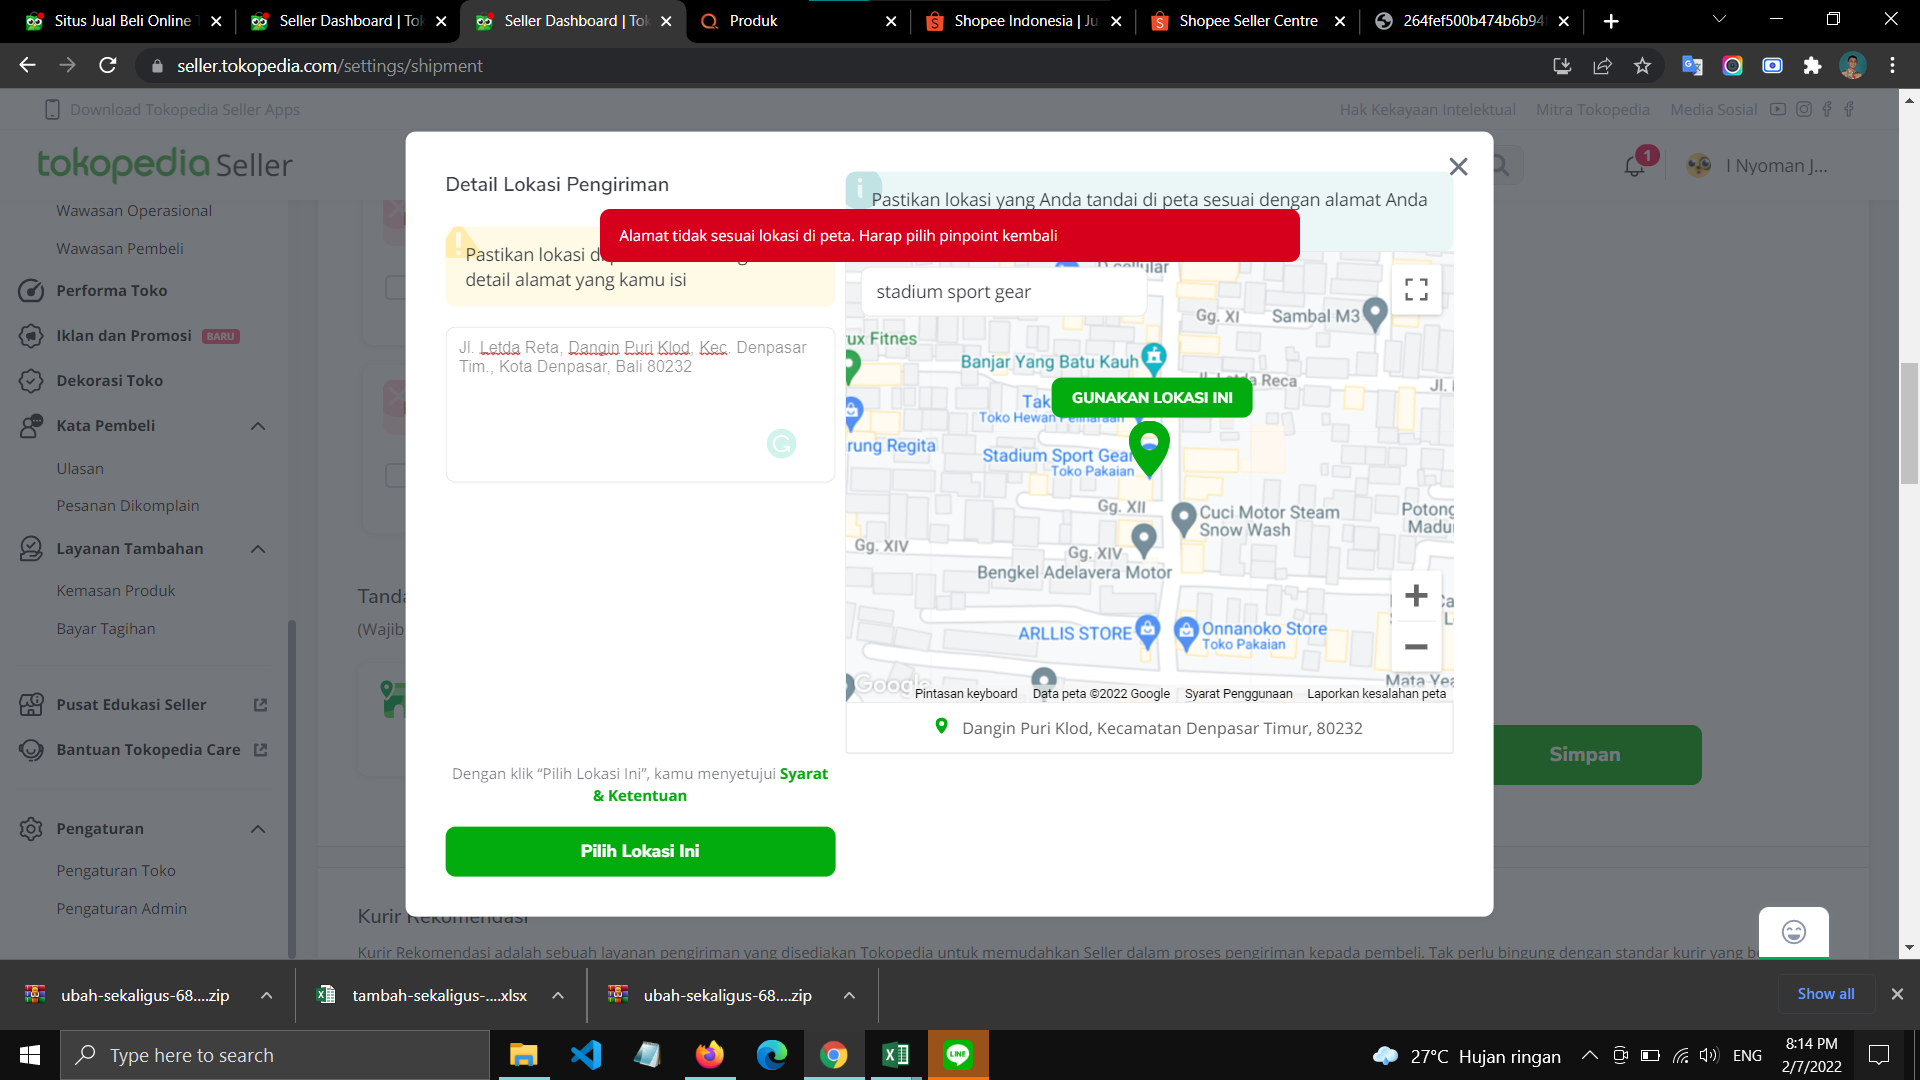 Situs Jual Beli Online
Seller Dashboard | Tok
Seller Dashboard | Tok
Produk
Shopee Indonesia | Ju
Shopee Seller Centre
264fef500b474b6b94
seller.tokopedia.com/settings/shipment
Download Tokopedia Seller Apps
Hak Kekayaan Intelektual
Mitra Tokopedia
Media Sosial
tokopedia Seller
1
I Nyoman J...
Wawasan Operasional
Wawasan Pembeli
Performa Toko
Iklan dan Promosi BARU
Dekorasi Toko
Kata Pembeli
Ulasan
Pesanan Dikomplain
Layanan Tambahan
Kemasan Produk
Bayar Tagihan
Pusat Edukasi Seller
Bantuan Tokopedia Care
Pengaturan
Pengaturan Toko
Pengaturan Admin
Tanda
(Wajib
Simpan
Kurir Rekomendasi
Kurir Rekomendasi adalah sebuah layanan pengiriman yang disediakan Tokopedia untuk memudahkan Seller dalam proses pengiriman kepada pembeli. Tak perlu bingung dengan standar kurir yang b
Detail Lokasi Pengiriman
Pastikan lokasi yang Anda tandai di peta sesuai dengan alamat Anda
Alamat tidak sesuai lokasi di peta. Harap pilih pinpoint kembali
Pastikan lokasi
detail alamat yang kamu isi
Jl. Letda Reta, Dangin Puri Klod, Kec. Denpasar
Tim., Kota Denpasar, Bali 80232
Dengan klik “Pilih Lokasi Ini”, kamu menyetujui Syarat
& Ketentuan
Pilih Lokasi Ini
stadium sport gear
D'cellular
Gg. XI
Sambal M3
rux Fitnes
Banjar Yang Batu Kauh
Jl. Letda Reca
Jl.
GUNAKAN LOKASI INI
Tak
Toko Hewan Peliharaan
rung Regita
Stadium Sport Gear
Toko Pakaian
Gg. XII
Cuci Motor Steam
Snow Wash
Potong
Madu
Gg. XIV
Gg. XIV
Bengkel Adelavera Motor
ARLLIS STORE
Onnanoko Store
Toko Pakaian
Mata Yea
Google
Pintasan keyboard
Data peta ©2022 Google
Syarat Penggunaan
Laporkan kesalahan peta
Dangin Puri Klod, Kecamatan Denpasar Timur, 80232
ubah-sekaligus-68....zip
tambah-sekaligus-....xlsx
ubah-sekaligus-68....zip
Show all
Type here to search
LINE
27°C Hujan ringan
ENG
8:14 PM
2/7/2022